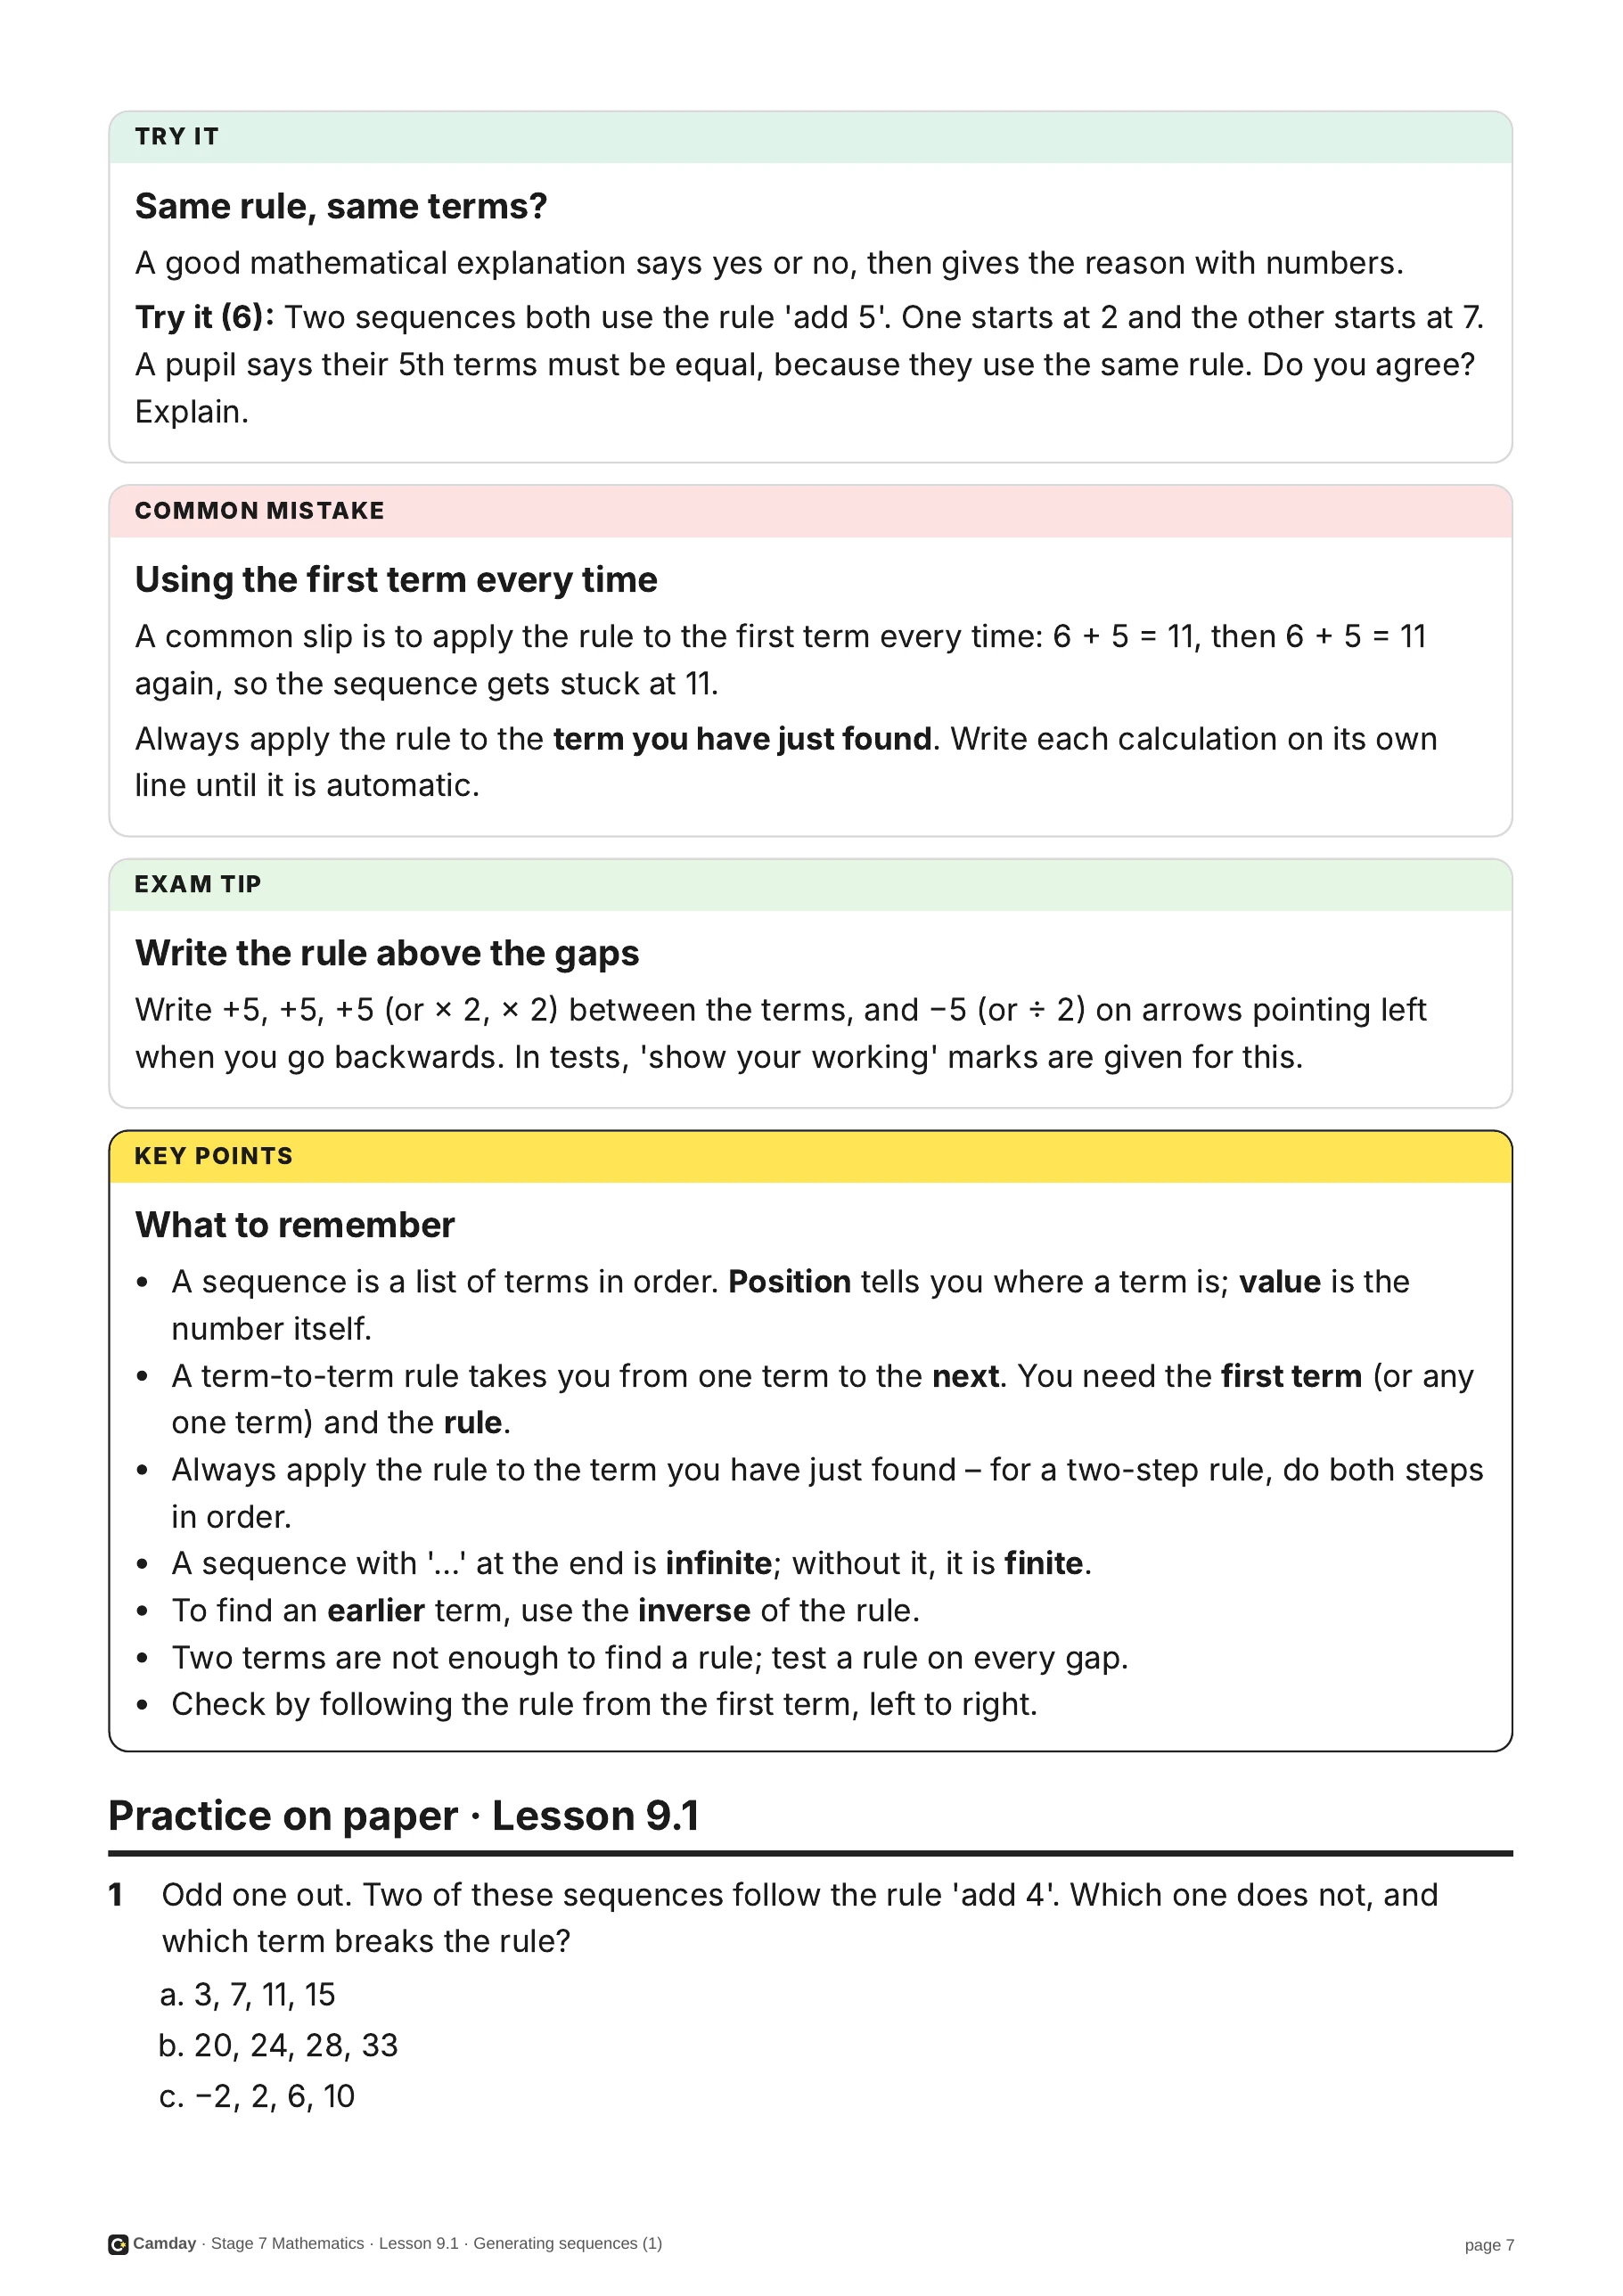 TRY IT
Same rule, same terms?
A good mathematical explanation says yes or no, then gives the reason with numbers.
Try it (6): Two sequences both use the rule 'add 5'. One starts at 2 and the other starts at 7.
A pupil says their 5th terms must be equal, because they use the same rule. Do you agree?
Explain.
COMMON MISTAKE
Using the first term every time
A common slip is to apply the rule to the first term every time: 6 + 5 = 11, then 6 + 5 = 11
again, so the sequence gets stuck at 11.
Always apply the rule to the term you have just found. Write each calculation on its own
line until it is automatic.
EXAM TIP
Write the rule above the gaps
Write +5, +5, +5 (or × 2, × 2) between the terms, and −5 (or ÷ 2) on arrows pointing left
when you go backwards. In tests, 'show your working' marks are given for this.
KEY POINTS
What to remember
• A sequence is a list of terms in order. Position tells you where a term is; value is the
number itself.
• A term-to-term rule takes you from one term to the next. You need the first term (or any
one term) and the rule.
• Always apply the rule to the term you have just found – for a two-step rule, do both steps
in order.
• A sequence with '...' at the end is infinite; without it, it is finite.
• To find an earlier term, use the inverse of the rule.
• Two terms are not enough to find a rule; test a rule on every gap.
• Check by following the rule from the first term, left to right.
Practice on paper · Lesson 9.1
1 Odd one out. Two of these sequences follow the rule 'add 4'. Which one does not, and
which term breaks the rule?
a. 3, 7, 11, 15
b. 20, 24, 28, 33
c. −2, 2, 6, 10
Camday · Stage 7 Mathematics · Lesson 9.1 · Generating sequences (1)
page 7